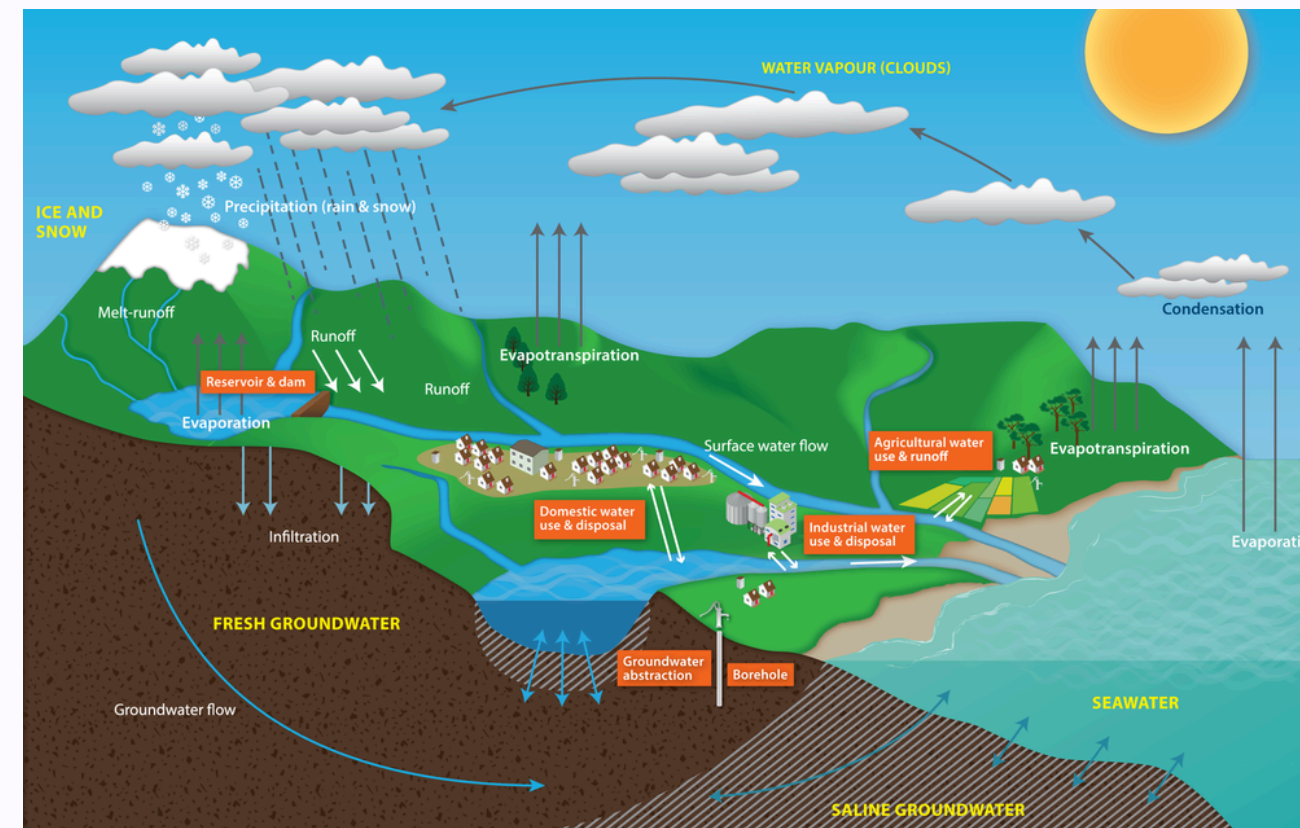 WATER VAPOUR (CLOUDS)
ICE AND
SNOW
Precipitation (rain & snow)
Melt-runoff
Condensation
Runoff
Evapotranspiration
Reservoir & dam
Runoff
Evaporation
Surface water flow
Agricultural water
use & runoff
Evapotranspiration
Domestic water
use & disposal
Industrial water
use & disposal
Infiltration
Evaporati
FRESH GROUNDWATER
Groundwater
abstraction
Borehole
Groundwater flow
SEAWATER
SALINE GROUNDWATER